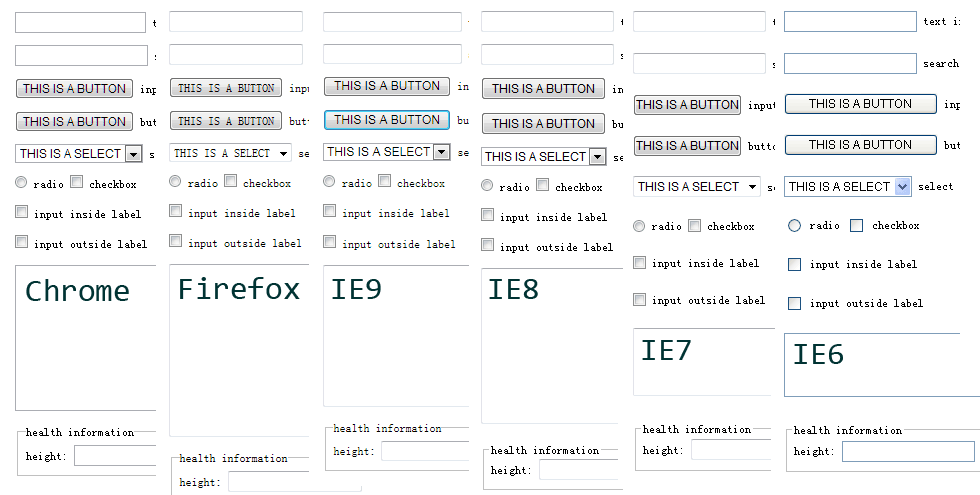 t
s
THIS IS A BUTTON inp
THIS IS A BUTTON but
THIS IS A SELECT s
radio checkbox
input inside label
input outside label
Chrome
health information
height:
THIS IS A BUTTON inpu
THIS IS A BUTTON butt
THIS IS A SELECT se
radio checkbox
input inside label
input outside label
Firefox
health information
height:
THIS IS A BUTTON in
THIS IS A BUTTON bu
THIS IS A SELECT se
radio checkbox
input inside label
input outside label
IE9
health information
height:
t
s
THIS IS A BUTTON in
THIS IS A BUTTON bu
THIS IS A SELECT se
radio checkbox
input inside label
input outside label
IE8
health information
height:
t
s
THIS IS A BUTTON input
THIS IS A BUTTON butto
THIS IS A SELECT s
radio checkbox
input inside label
input outside label
IE7
health information
height:
text i
search
THIS IS A BUTTON inp
THIS IS A BUTTON but
THIS IS A SELECT select
radio checkbox
input inside label
input outside label
IE6
health information
height: